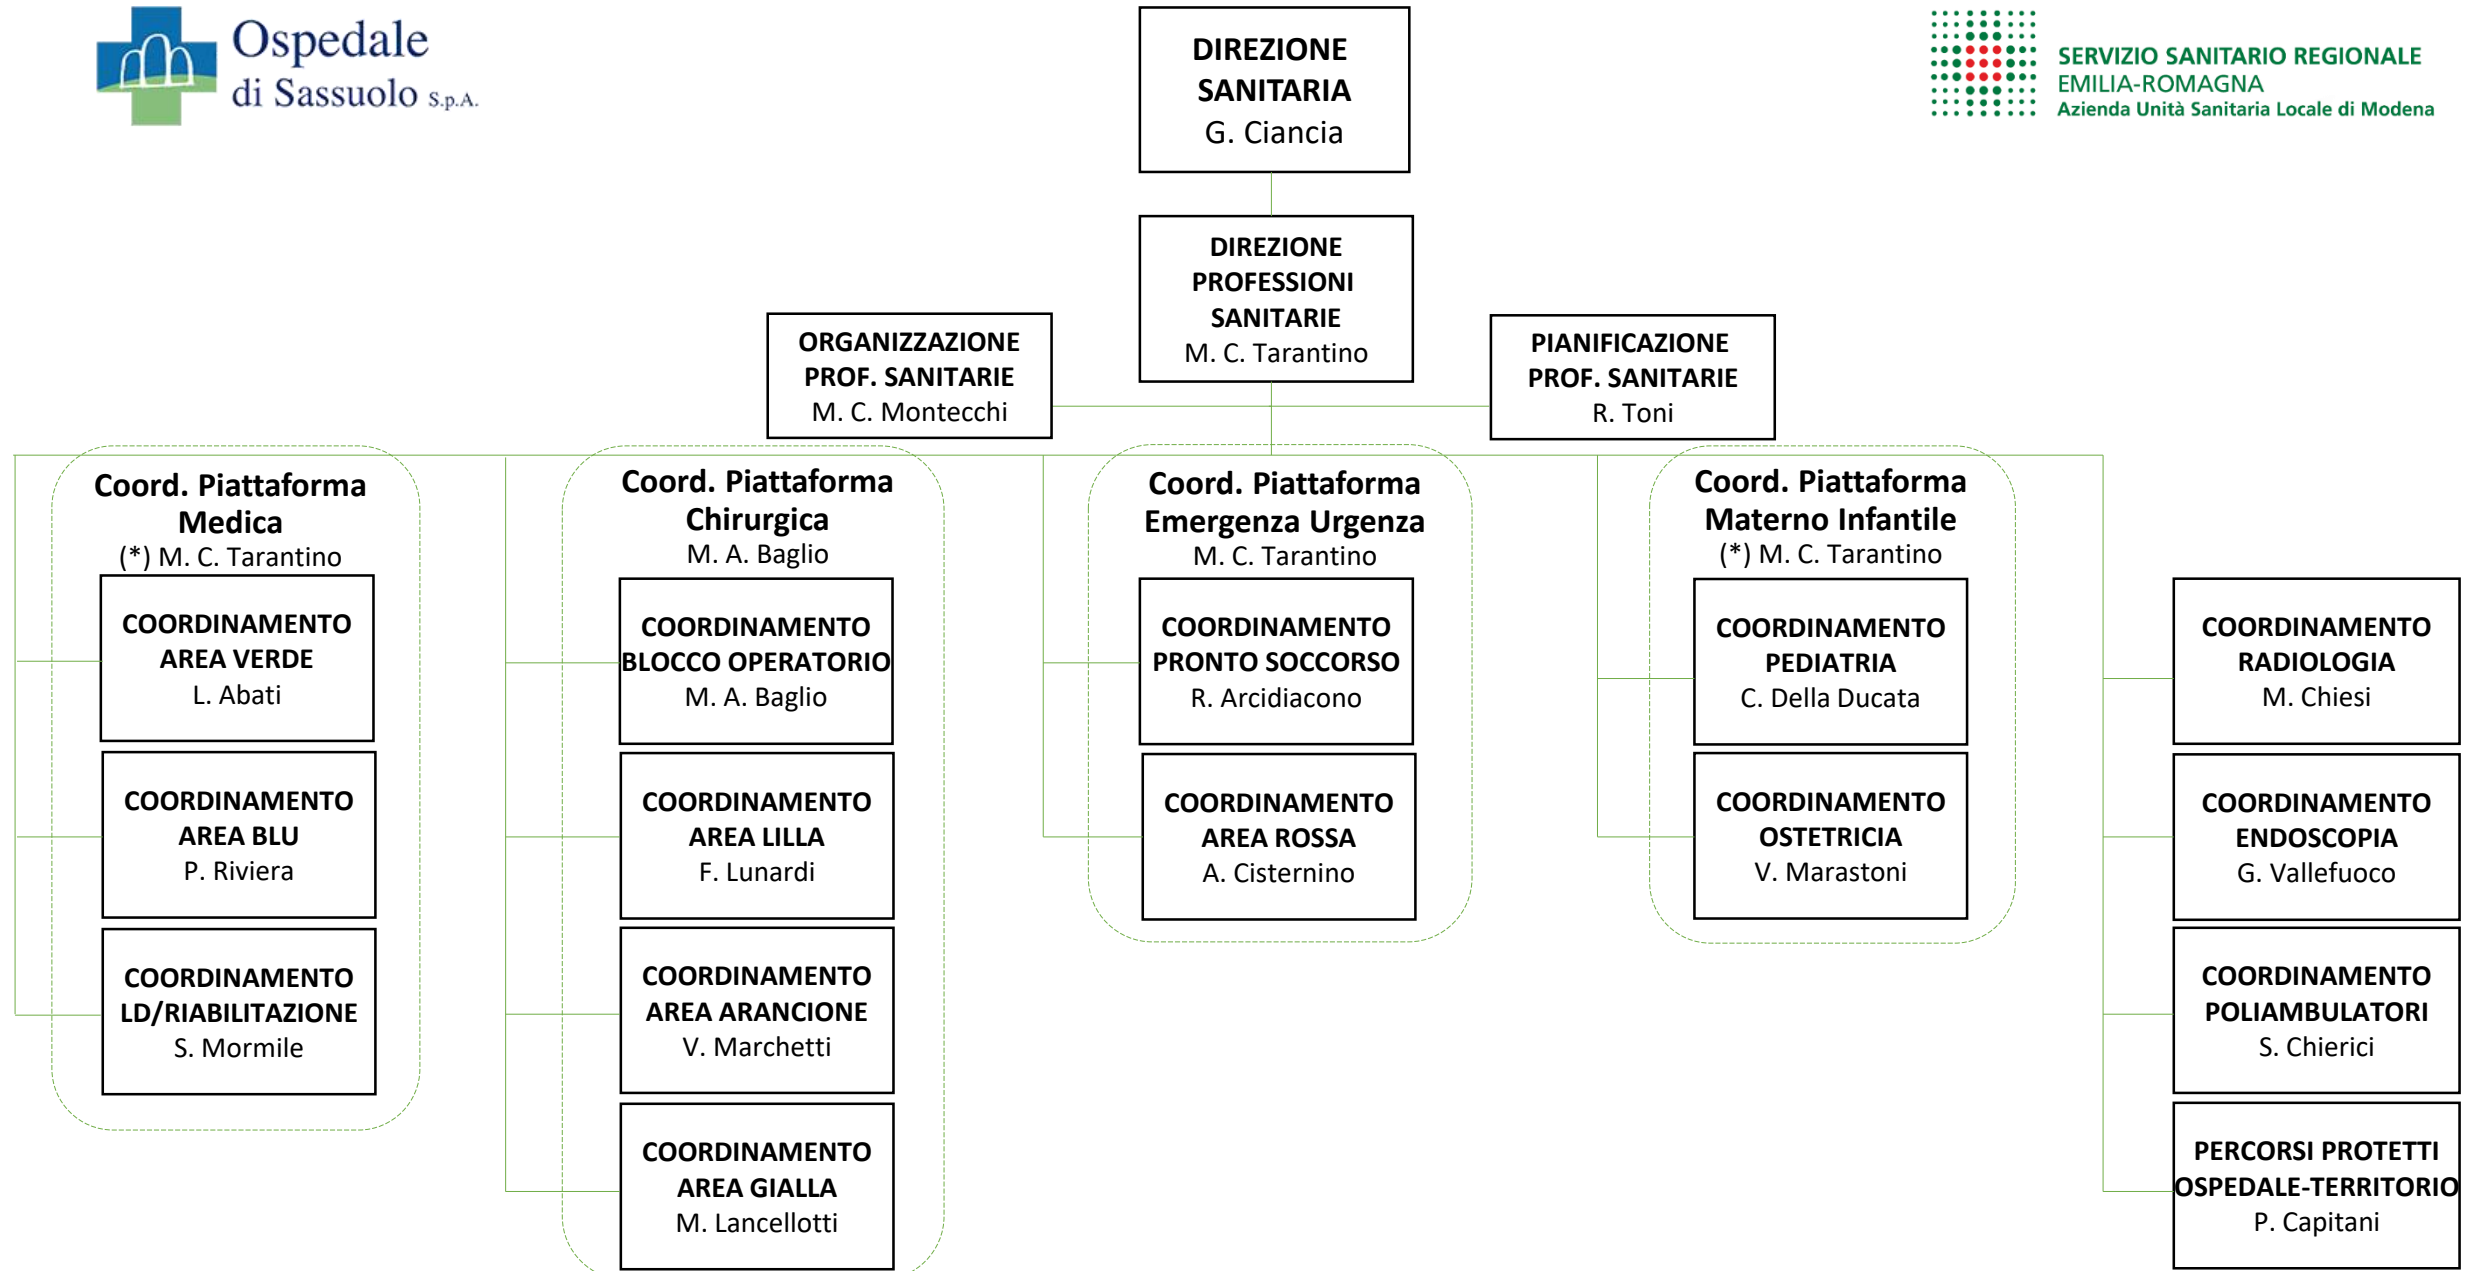 Ospedale
di Sassuolo S.p.A.
DIREZIONE
SANITARIA
G. Ciancia
SERVIZIO SANITARIO REGIONALE
EMILIA-ROMAGNA
Azienda Unità Sanitaria Locale di Modena
DIREZIONE
PROFESSIONI
SANITARIE
M. C. Tarantino
ORGANIZZAZIONE
PROF. SANITARIE
M. C. Montecchi
PIANIFICAZIONE
PROF. SANITARIE
R. Toni
Coord. Piattaforma
Medica
(*) M. C. Tarantino
COORDINAMENTO
AREA VERDE
L. Abati
COORDINAMENTO
AREA BLU
P. Riviera
COORDINAMENTO
LD/RIABILITAZIONE
S. Mormile
Coord. Piattaforma
Chirurgica
M. A. Baglio
COORDINAMENTO
BLOCCO OPERATORIO
M. A. Baglio
COORDINAMENTO
AREA LILLA
F. Lunardi
COORDINAMENTO
AREA ARANCIONE
V. Marchetti
COORDINAMENTO
AREA GIALLA
M. Lancellotti
Coord. Piattaforma
Emergenza Urgenza
M. C. Tarantino
COORDINAMENTO
PRONTO SOCCORSO
R. Arcidiacono
COORDINAMENTO
AREA ROSSA
A. Cisternino
Coord. Piattaforma
Materno Infantile
(*) M. C. Tarantino
COORDINAMENTO
PEDIATRIA
C. Della Ducata
COORDINAMENTO
OSTETRICIA
V. Marastoni
COORDINAMENTO
RADIOLOGIA
M. Chiesi
COORDINAMENTO
ENDOSCOPIA
G. Vallefuoco
COORDINAMENTO
POLIAMBULATORI
S. Chierici
PERCORSI PROTETTI
OSPEDALE-TERRITORIO
P. Capitani